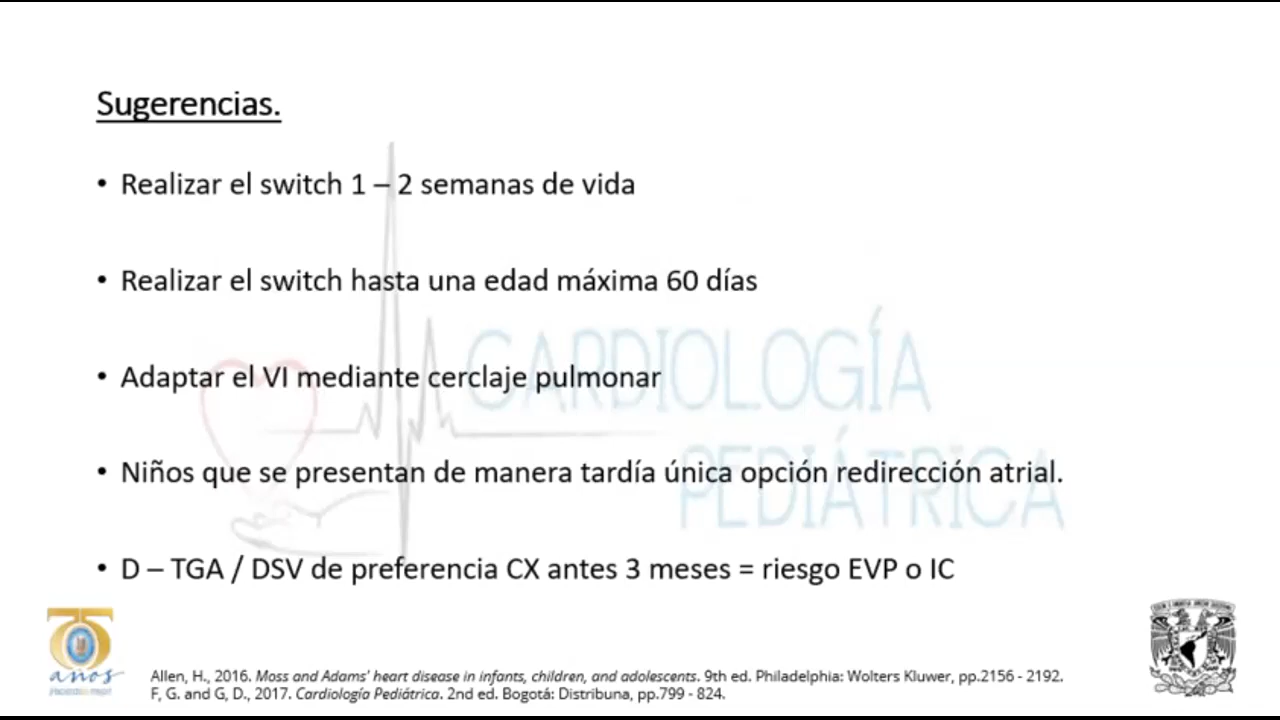 Sugerencias.
• Realizar el switch 1 – 2 semanas de vida
• Realizar el switch hasta una edad máxima 60 días
• Adaptar el VI mediante cerclaje pulmonar
• Niños que se presentan de manera tardía única opción redirección atrial.
• D – TGA / DSV de preferencia CX antes 3 meses = riesgo EVP o IC
CARDIOLOGÍA
PEDIÁTRICA
75
años
Allen, H., 2016. Moss and Adams' heart disease in infants, children, and adolescents. 9th ed. Philadelphia: Wolters Kluwer, pp.2156 - 2192.
F, G. and G, D., 2017. Cardiología Pediátrica. 2nd ed. Bogotá: Distribuna, pp.799 - 824.